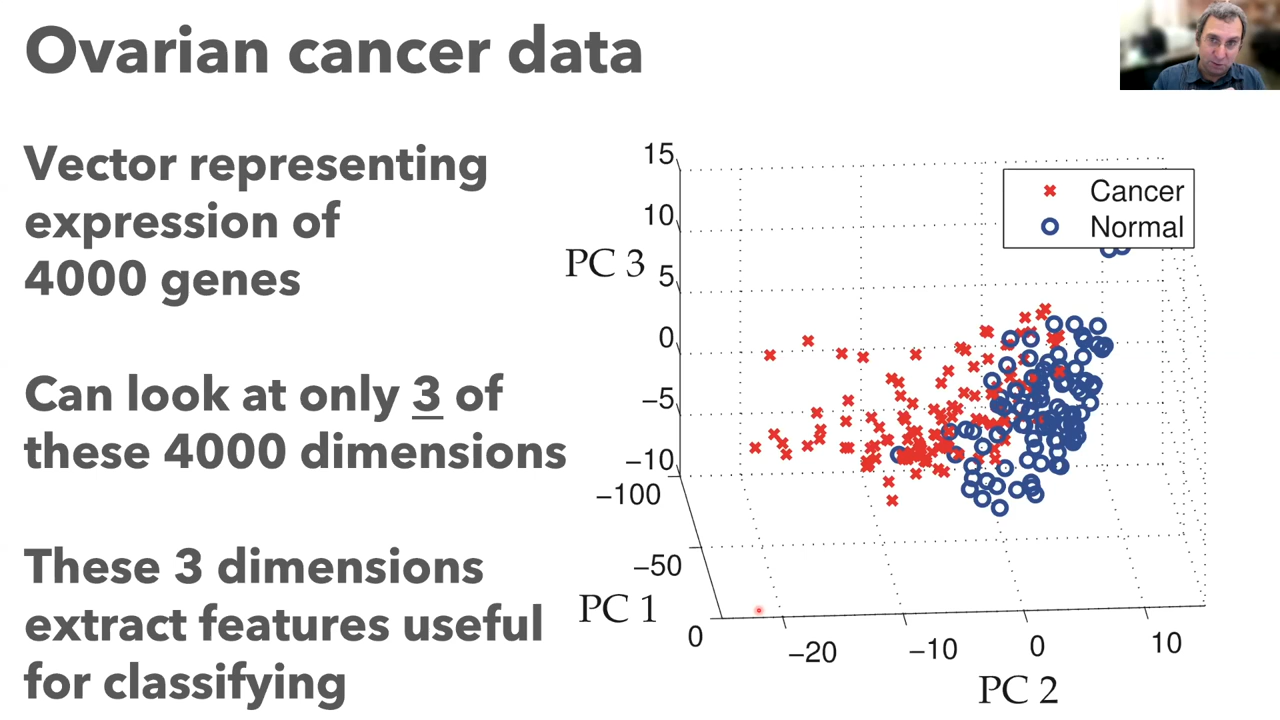 Ovarian cancer data
Vector representing
expression of
4000 genes
Can look at only 3 of
these 4000 dimensions
These 3 dimensions
extract features useful
for classifying
Cancer
Normal
PC 3
15
10
5
0
−5
−10
−100
−50
0
PC 1
−20
−10
0
10
PC 2